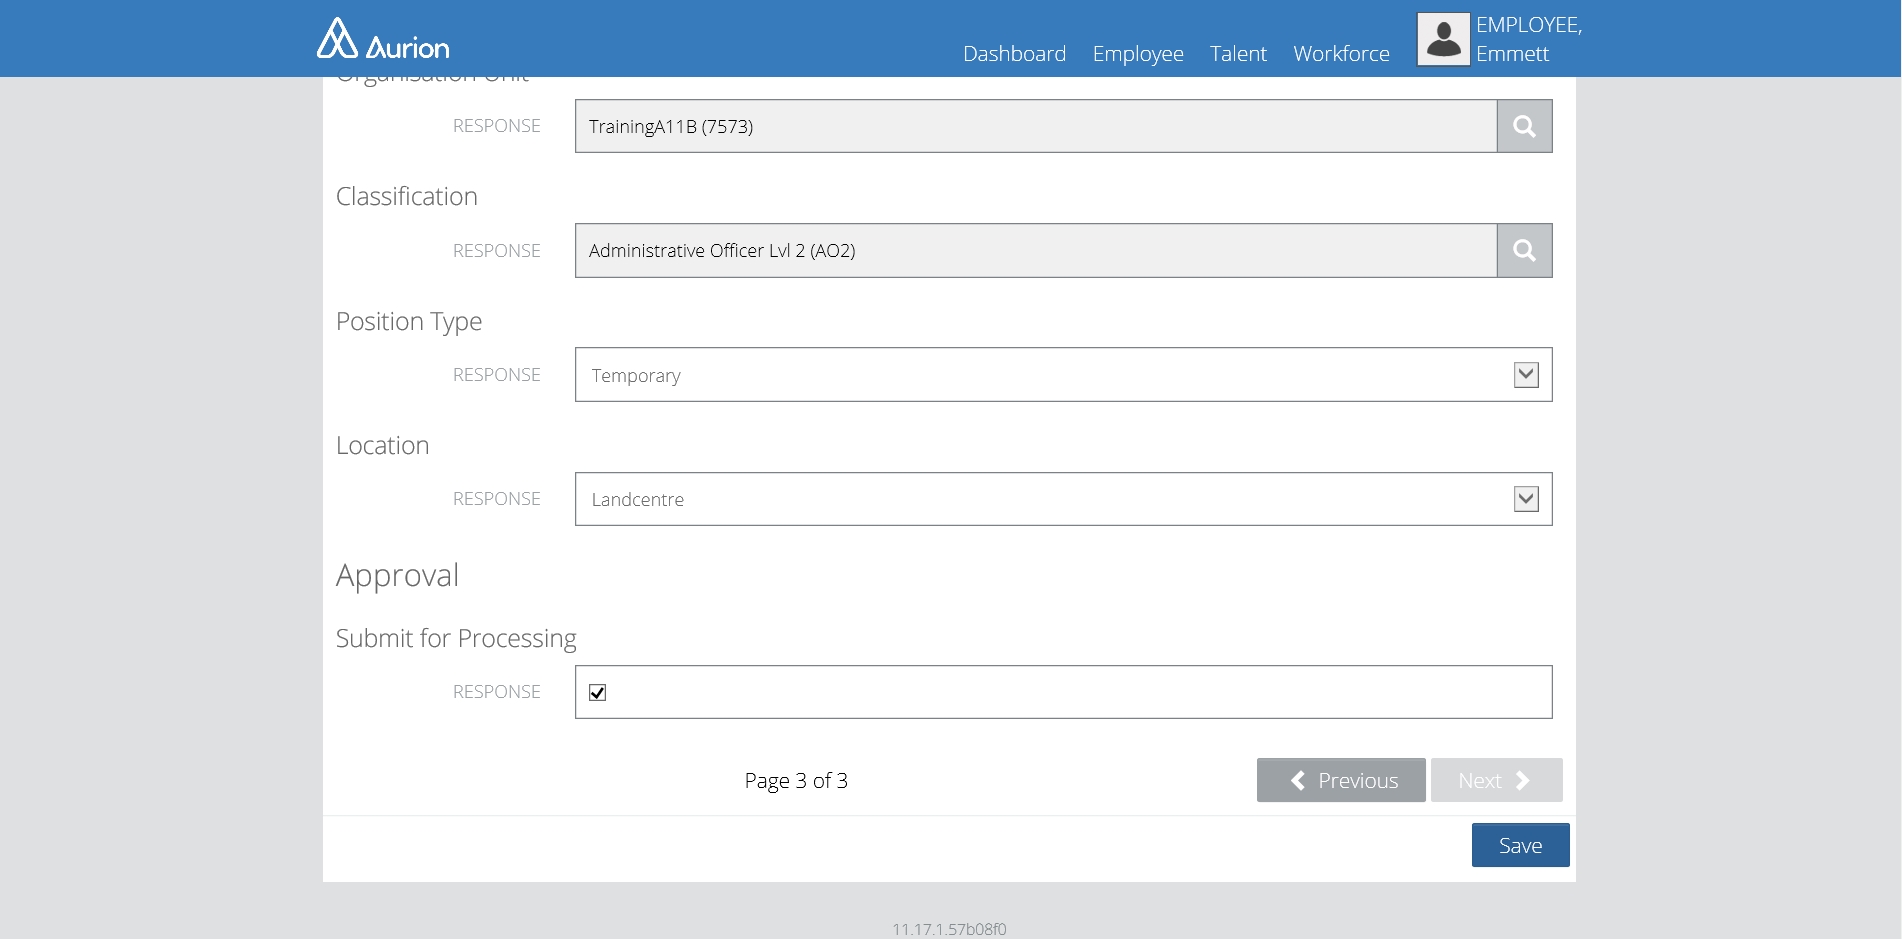 Aurion
Dashboard Employee Talent Workforce
EMPLOYEE,
Emmett
Organisation Unit
RESPONSE TrainingA11B (7573)
Classification
RESPONSE Administrative Officer Lvl 2 (AO2)
Position Type
RESPONSE Temporary
Location
RESPONSE Landcentre
Approval
Submit for Processing
RESPONSE
Page 3 of 3
Previous Next
Save
11.17.1.57b08f0